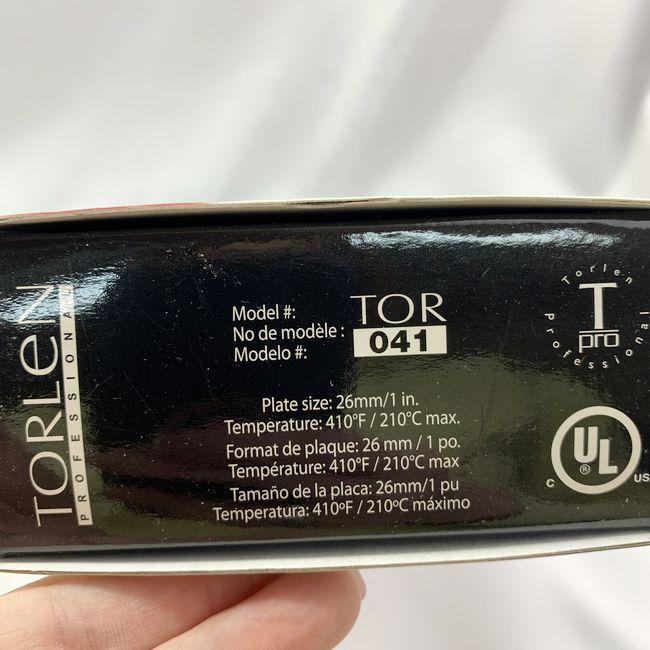 TORLEN
PROFESSIONAL
Model #:
No de modèle :
Modelo #:
TOR
041
Plate size: 26mm/1 in.
Temperature: 410°F / 210°C max.
Format de plaque: 26 mm / 1 po.
Température: 410°F / 210°C max
Tamaño de la placa: 26mm/1 pu
Temperatura: 410ºF / 210ºC máximo
Torlen
T
pro
Professional
UL
®
C
US